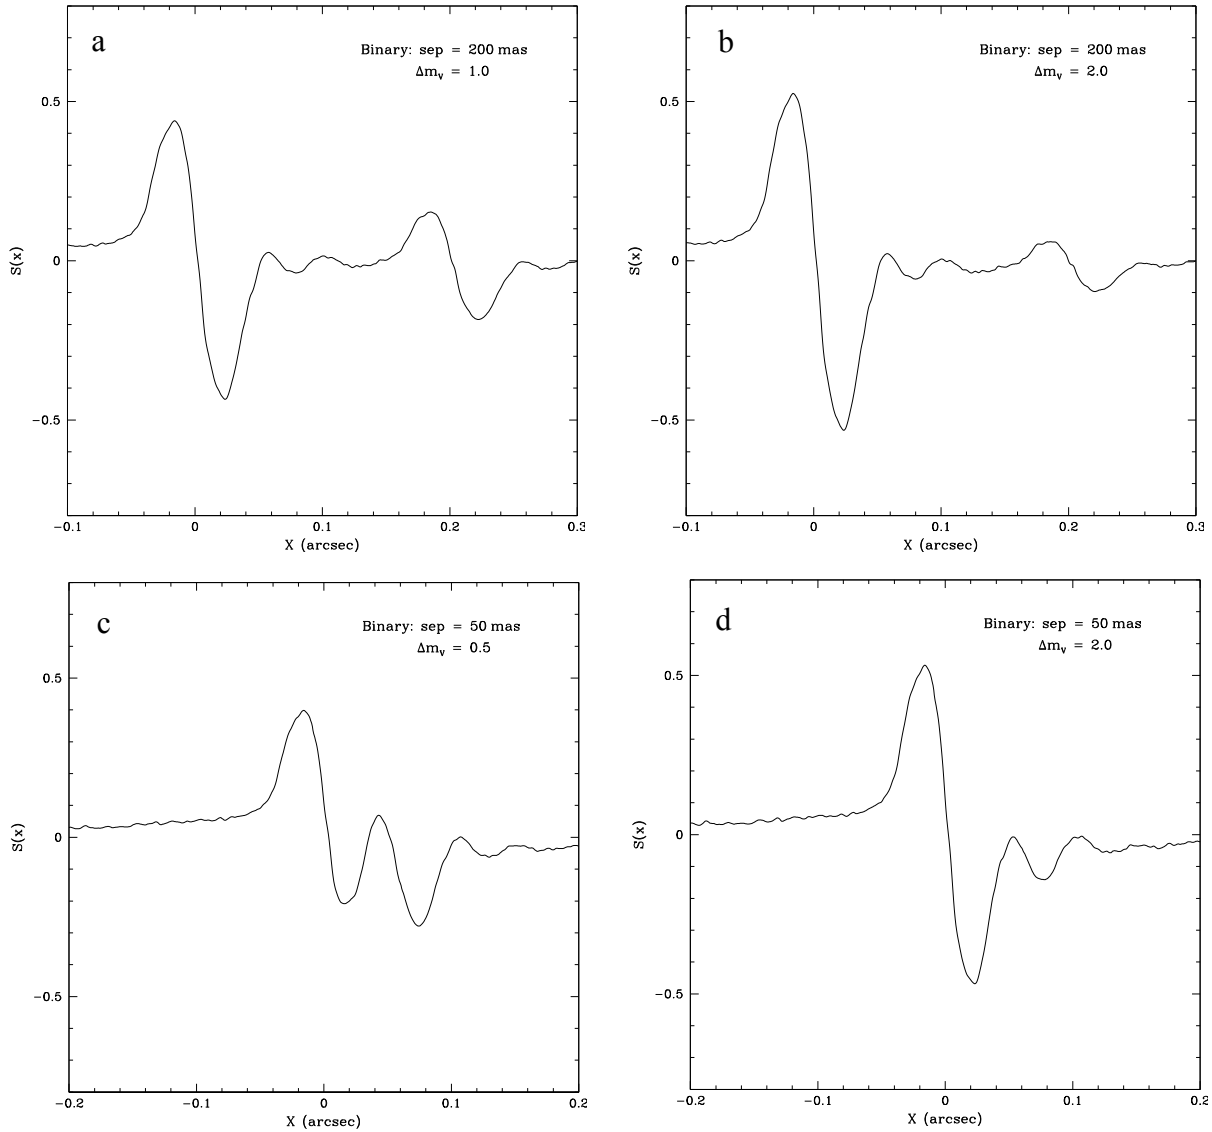 a
Binary: sep = 200 mas
Δmᵥ = 1.0
0.5
0
−0.5
S(x)
−0.1
0
0.1
0.2
0.3
X (arcsec)
b
Binary: sep = 200 mas
Δmᵥ = 2.0
0.5
0
−0.5
S(x)
−0.1
0
0.1
0.2
0.3
X (arcsec)
c
Binary: sep = 50 mas
Δmᵥ = 0.5
0.5
0
−0.5
S(x)
−0.2
−0.1
0
0.1
0.2
X (arcsec)
d
Binary: sep = 50 mas
Δmᵥ = 2.0
0.5
0
−0.5
S(x)
−0.2
−0.1
0
0.1
0.2
X (arcsec)